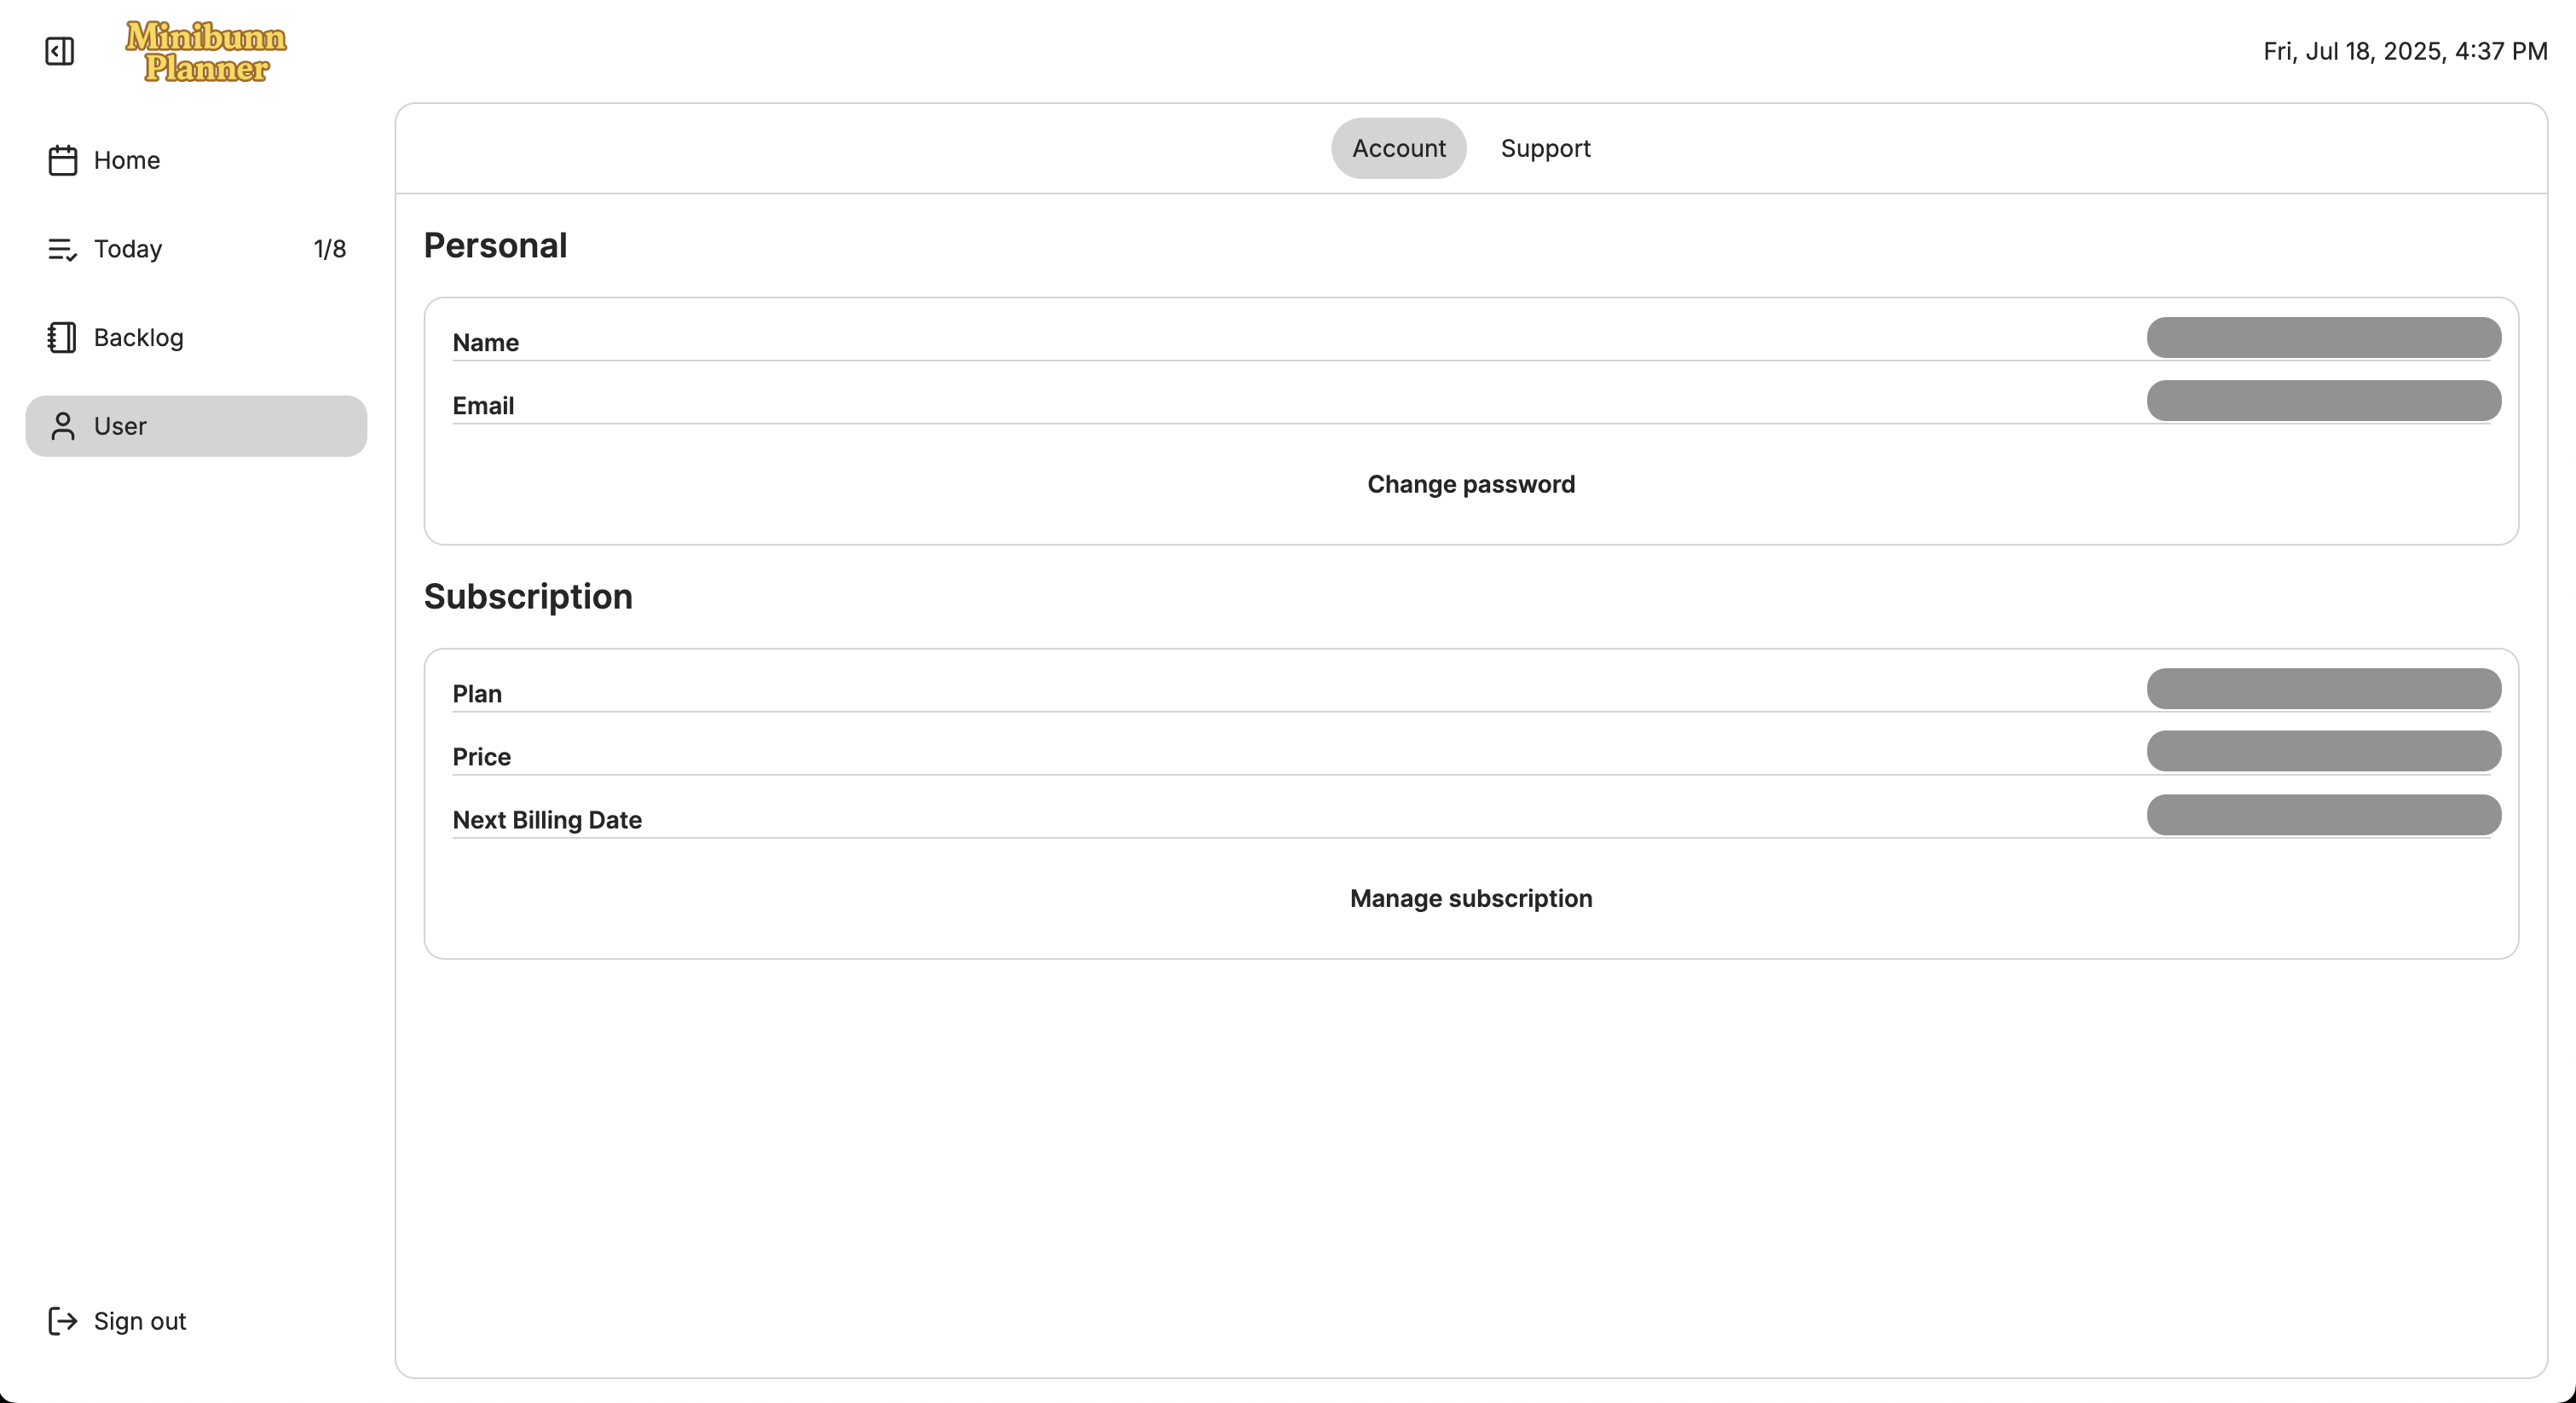 Minibunn
Planner
Fri, Jul 18, 2025, 4:37 PM
Home
Today 1/8
Backlog
User
Sign out
Account Support
Personal
Name
Email
Change password
Subscription
Plan
Price
Next Billing Date
Manage subscription